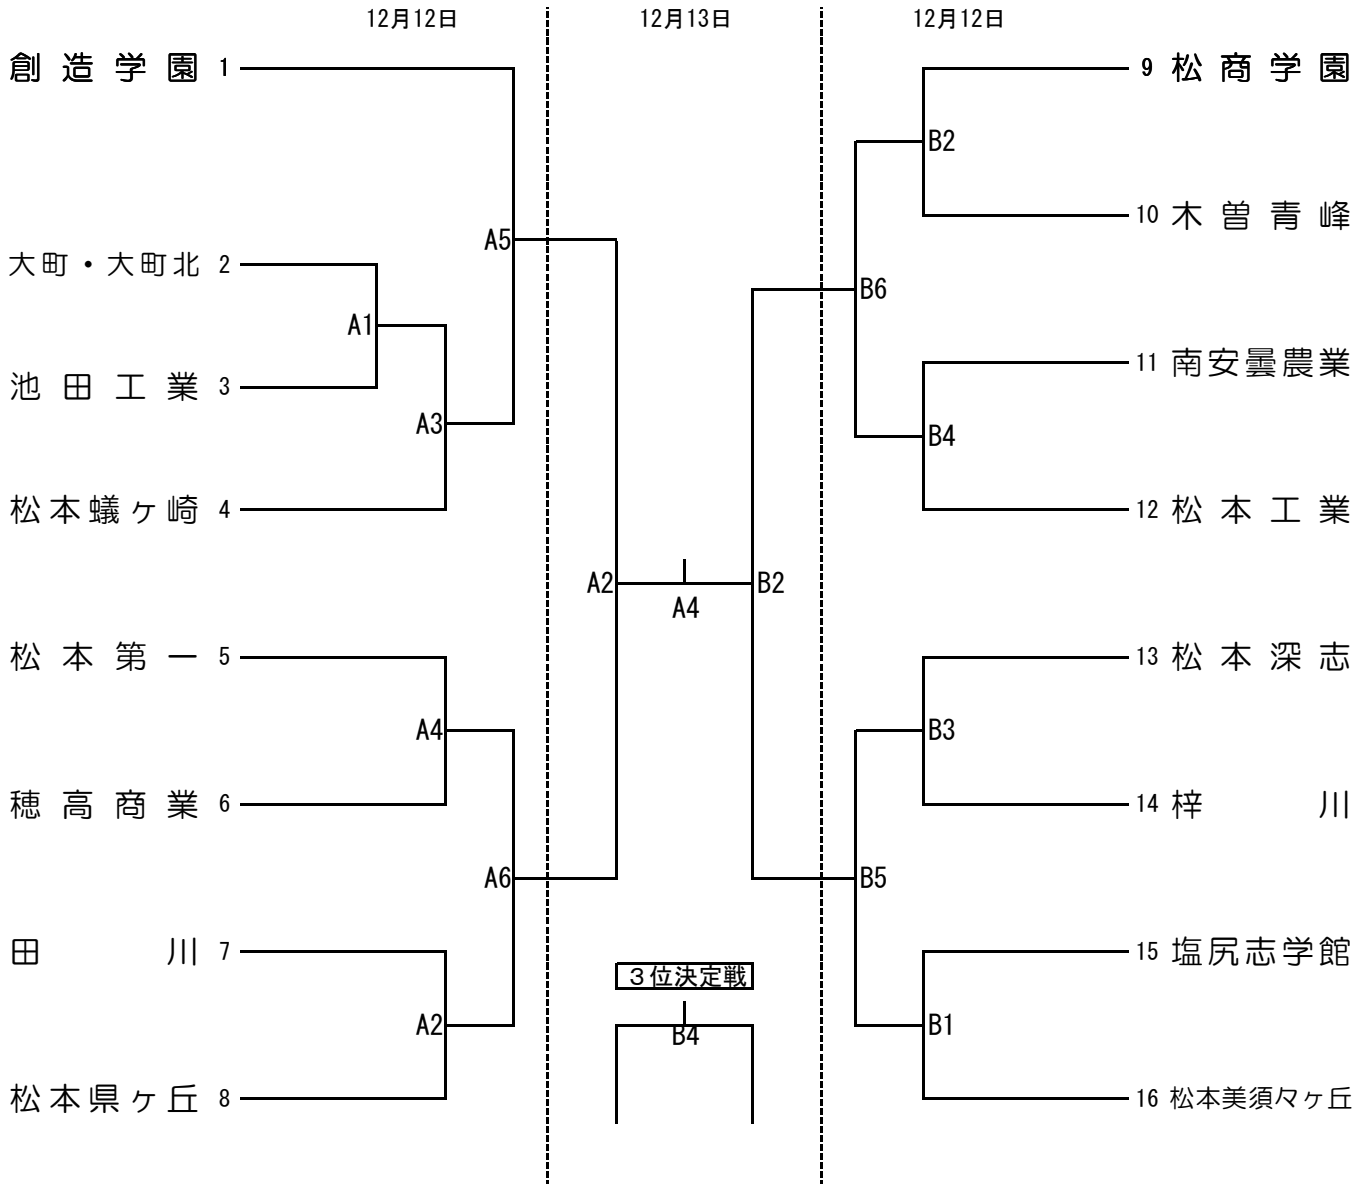 12月12日 12月13日 12月12日
創造学園 1
9 松商学園
B2
10 木曽青峰
A5
大町・大町北 2
B6
A1
11 南安曇農業
池田工業 3
A3
B4
松本蟻ヶ崎 4
12 松本工業
A2
B2
A4
松本第一 5
13 松本深志
A4
B3
穂高商業 6
14 梓川
A6
B5
田川 7
15 塩尻志学館
3位決定戦
A2
B1
B4
松本県ヶ丘 8
16 松本美須々ヶ丘